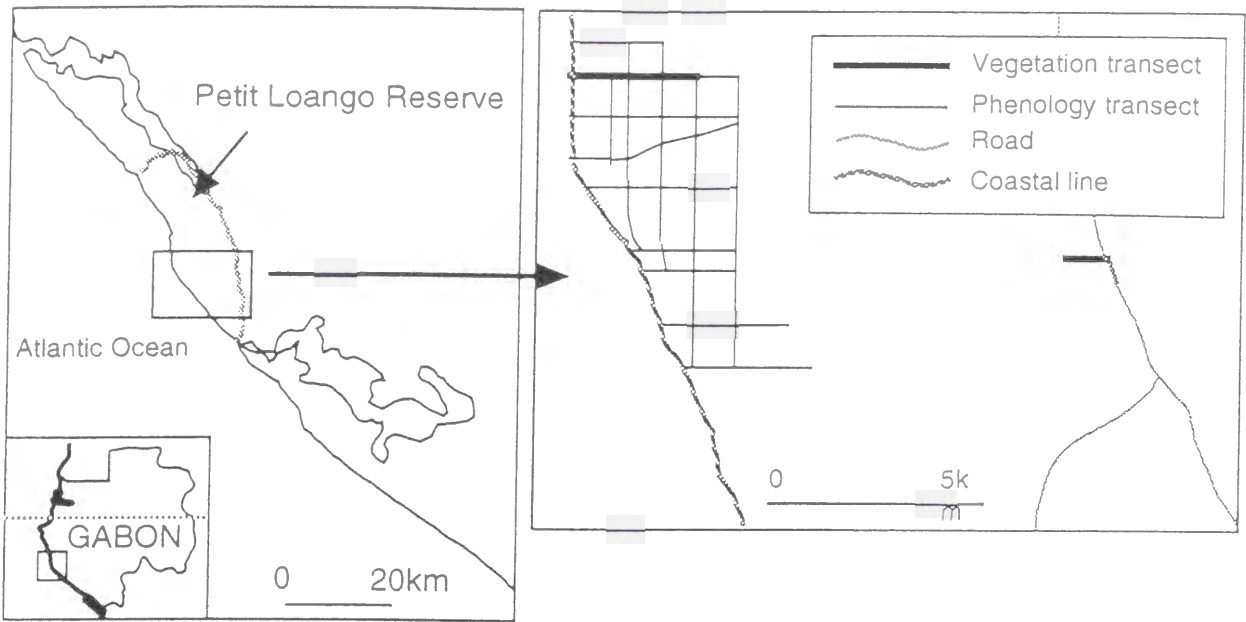 Petit Loango Reserve
Atlantic Ocean
GABON
0 20km
Vegetation transect
Phenology transect
Road
Coastal line
0 5k
m